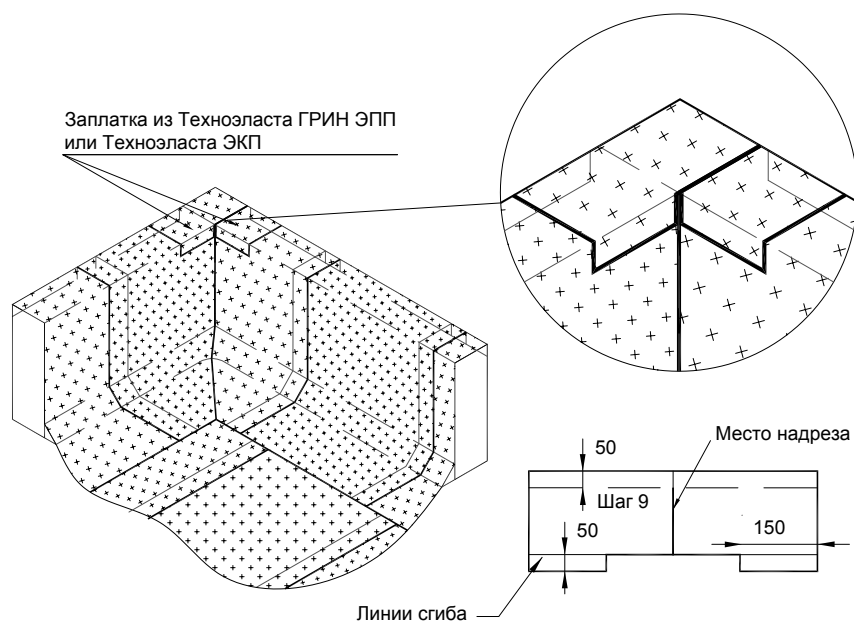 Заплатка из Техноэласта ГРИН ЭПП
или Техноэласта ЭКП
Место надреза
50
Шаг 9
50
150
Линии сгиба